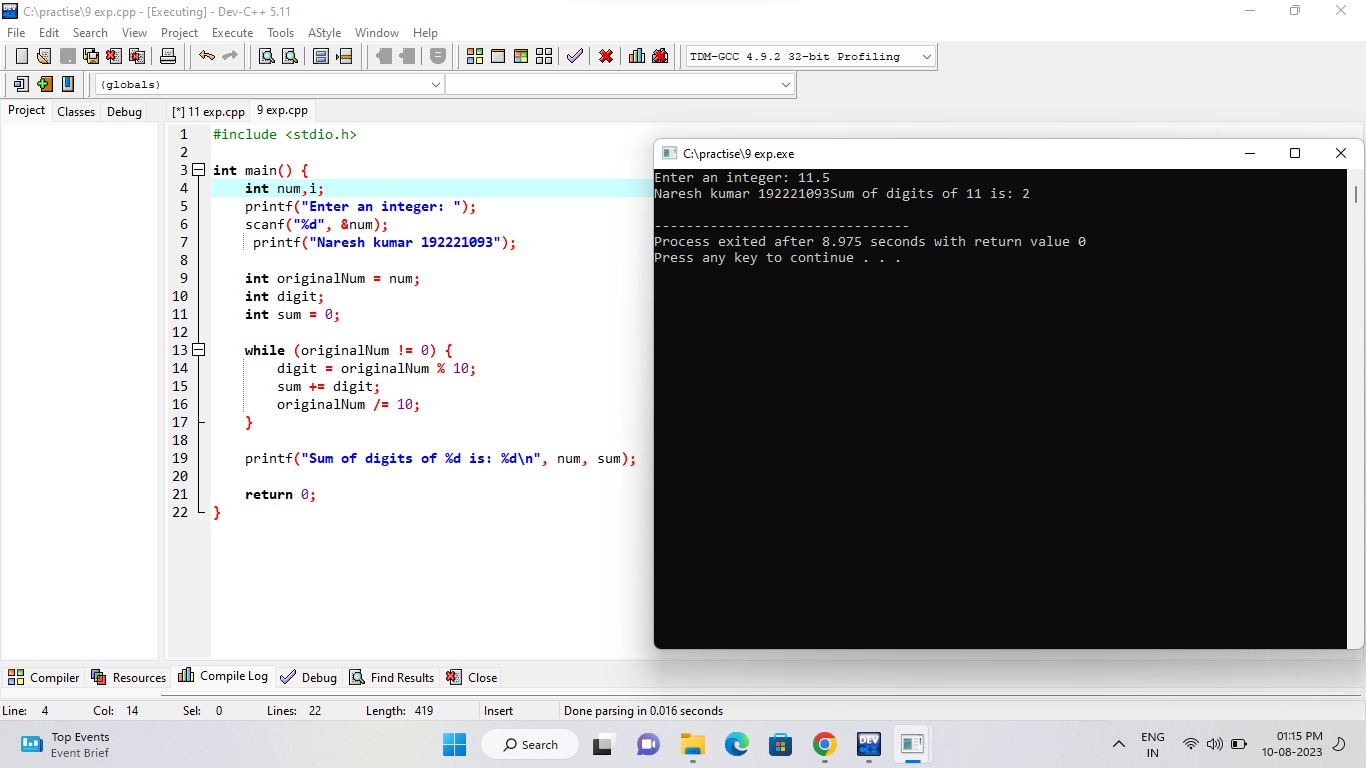 C:\practise\9 exp.cpp - [Executing] - Dev-C++ 5.11
File Edit Search View Project Execute Tools AStyle Window Help
TDM-GCC 4.9.2 32-bit Profiling
(globals)
Project Classes Debug [*] 11 exp.cpp 9 exp.cpp
1 #include <stdio.h>
2
3 int main() {
4 int num,i;
5 printf("Enter an integer: ");
6 scanf("%d", &num);
7 printf("Naresh kumar 192221093");
8
9 int originalNum = num;
10 int digit;
11 int sum = 0;
12
13 while (originalNum != 0) {
14 digit = originalNum % 10;
15 sum += digit;
16 originalNum /= 10;
17 }
18
19 printf("Sum of digits of %d is: %d\n", num, sum);
20
21 return 0;
22 }
C:\practise\9 exp.exe
Enter an integer: 11.5
Naresh kumar 192221093Sum of digits of 11 is: 2
--------------------------------
Process exited after 8.975 seconds with return value 0
Press any key to continue . . .
Compiler Resources Compile Log Debug Find Results Close
Line: 4 Col: 14 Sel: 0 Lines: 22 Length: 419 Insert Done parsing in 0.016 seconds
Top Events
Event Brief
Search
DEV
ENG
IN
01:15 PM
10-08-2023